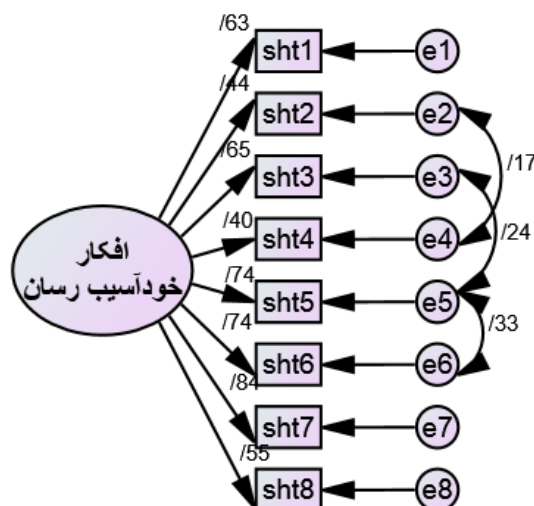 /63
sht1
e1
/44
sht2
e2
/17
/65
sht3
e3
/24
/40
sht4
e4
افکار
خودآسیب رسان
/74
sht5
e5
/33
/74
sht6
e6
/84
sht7
e7
/55
sht8
e8